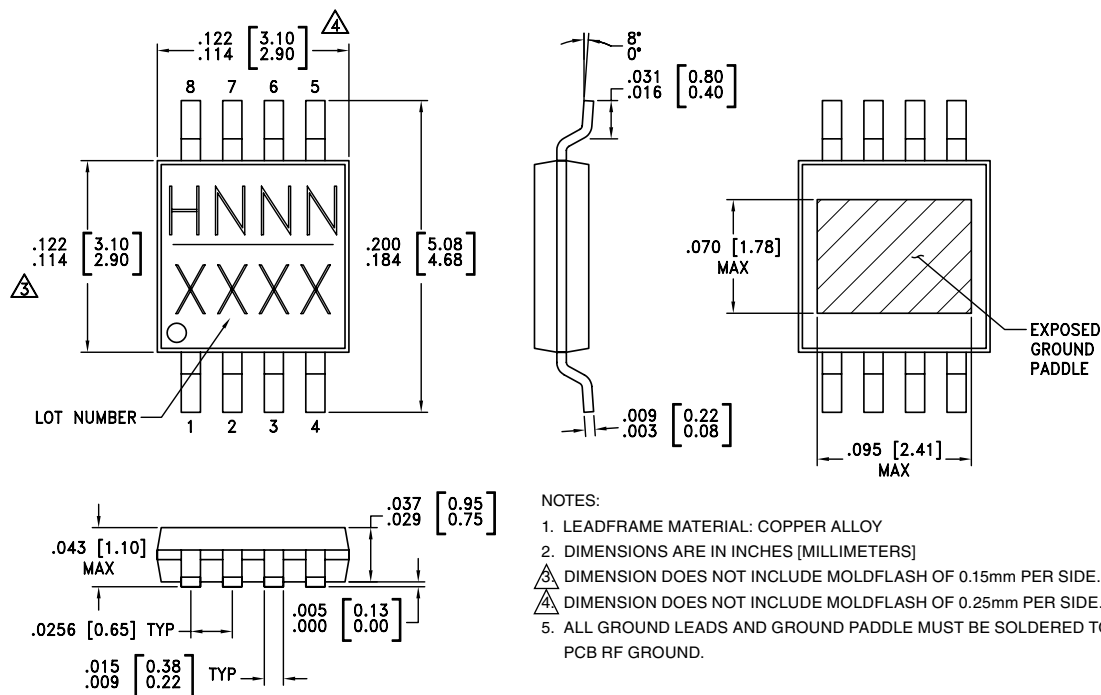 .122 [3.10]
.114 [2.90]
4
8 7 6 5
HNNN
XXXX
.122 [3.10]
.114 [2.90]
3
.200 [5.08]
.184 [4.68]
LOT NUMBER
1 2 3 4
8°
0°
.031 [0.80]
.016 [0.40]
.009 [0.22]
.003 [0.08]
.070 [1.78]
MAX
EXPOSED
GROUND
PADDLE
.095 [2.41]
MAX
.043 [1.10]
MAX
.037 [0.95]
.029 [0.75]
.0256 [0.65] TYP
.005 [0.13]
.000 [0.00]
.015 [0.38]
.009 [0.22]
TYP
NOTES:
1. LEADFRAME MATERIAL: COPPER ALLOY
2. DIMENSIONS ARE IN INCHES [MILLIMETERS]
3. DIMENSION DOES NOT INCLUDE MOLDFLASH OF 0.15mm PER SIDE.
4. DIMENSION DOES NOT INCLUDE MOLDFLASH OF 0.25mm PER SIDE.
5. ALL GROUND LEADS AND GROUND PADDLE MUST BE SOLDERED TO
PCB RF GROUND.